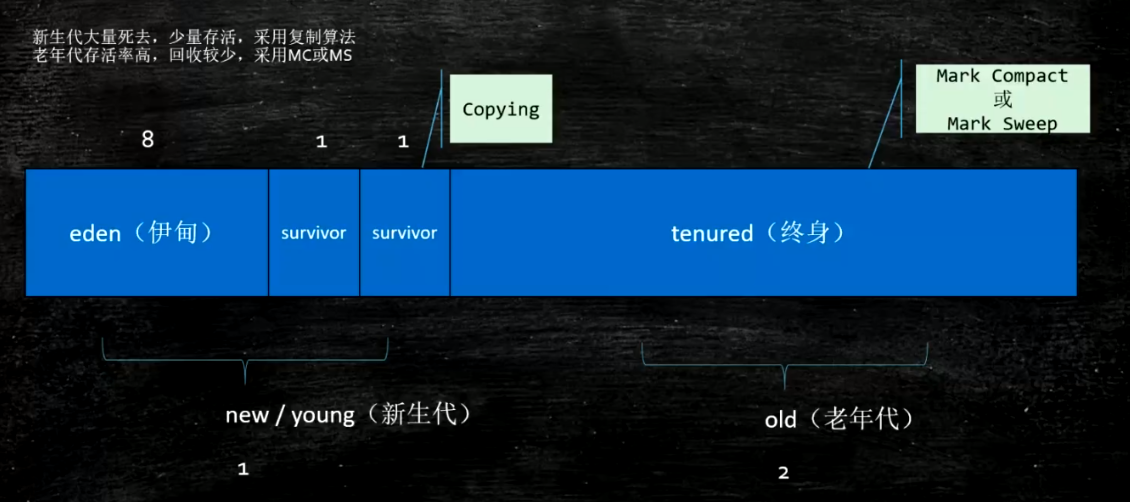 新生代大量死去，少量存活，采用复制算法
老年代存活率高，回收较少，采用MC或MS
Copying
Mark Compact
或
Mark Sweep
8
1
1
eden（伊甸）
survivor
survivor
tenured（终身）
new / young（新生代）
old（老年代）
1
2